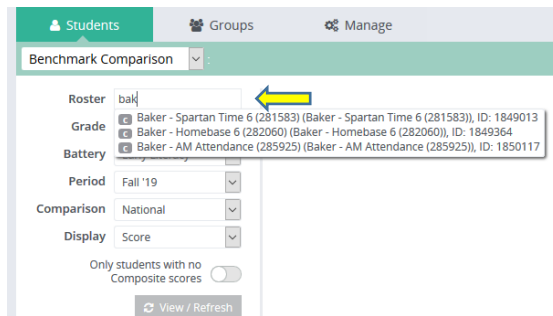 Students Groups Manage
Benchmark Comparison :
Roster bak
C Baker - Spartan Time 6 (281583) (Baker - Spartan Time 6 (281583)), ID: 1849013
C Baker - Homebase 6 (282060) (Baker - Homebase 6 (282060)), ID: 1849364
C Baker - AM Attendance (285925) (Baker - AM Attendance (285925)), ID: 1850117
Grade
Battery
Period Fall '19
Comparison National
Display Score
Only students with no
Composite scores
View / Refresh